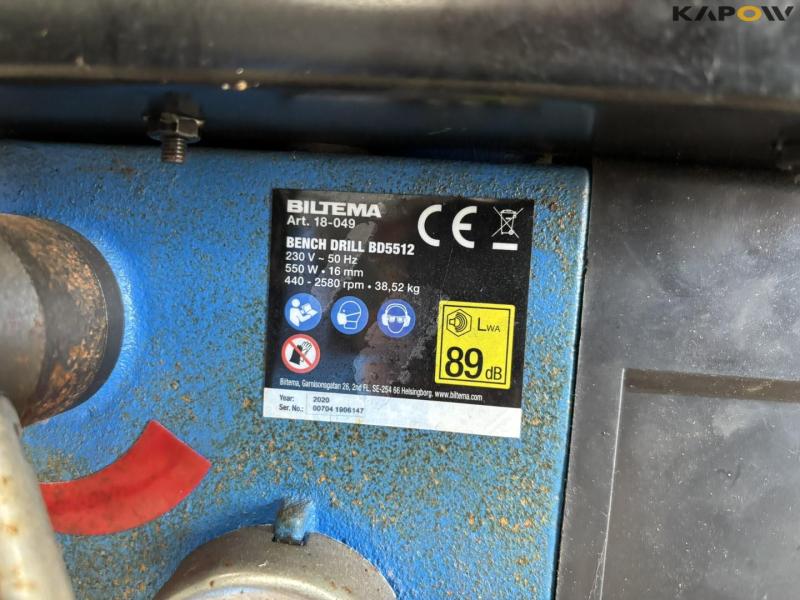 KAPOW
BILTEMA
Art. 18-049
BENCH DRILL BD5512
230 V ~ 50 Hz
550 W • 16 mm
440 - 2580 rpm • 38,52 kg
CE
LWA
89 dB
Biltema, Garnisonsgatan 26, 2nd FL, SE-254 66 Helsingborg. www.biltema.com
Year: 2020
Ser. No.: 00704 1906147